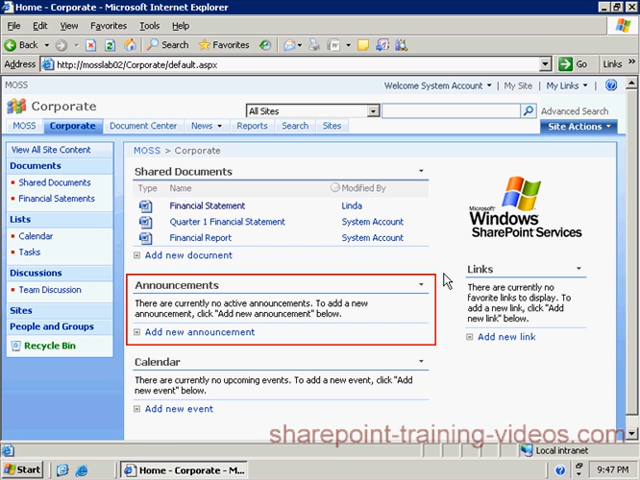 Home - Corporate - Microsoft Internet Explorer
File Edit View Favorites Tools Help
Back Search Favorites
Address http://mosslab02/Corporate/default.aspx Go Links »
MOSS Welcome System Account My Site My Links
Corporate All Sites Advanced Search
MOSS Corporate Document Center News Reports Search Sites Site Actions
View All Site Content
Documents
Shared Documents
Financial Satements
Lists
Calendar
Tasks
Discussions
Team Discussion
Sites
People and Groups
Recycle Bin
MOSS > Corporate
Shared Documents
Type Name Modified By
Financial Statement Linda
Quarter 1 Financial Statement System Account
Financial Report System Account
Add new document
Announcements
There are currently no active announcements. To add a new
announcement, click "Add new announcement" below.
Add new announcement
Calendar
There are currently no upcoming events. To add a new event, click "Add
new event" below.
Add new event
Microsoft
Windows
SharePoint Services
Links
There are currently no
favorite links to display. To
add a new link, click "Add
new link" below.
Add new link
sharepoint-training-videos.com
Local intranet
Start Home - Corporate - M... 9:47 PM